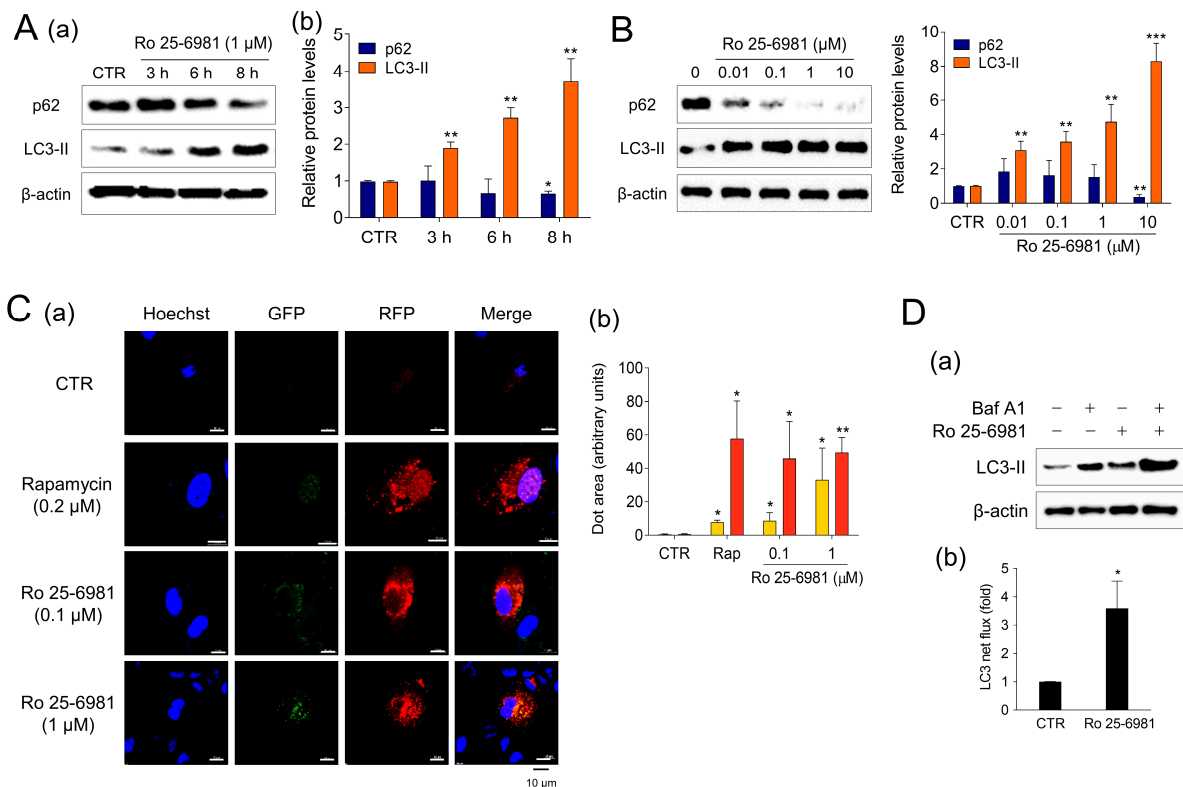 A (a)
Ro 25-6981 (1 µM)
CTR 3 h 6 h 8 h
p62
LC3-II
β-actin
(b)
Relative protein levels
5
4
3
2
1
0
p62
LC3-II
** ** * **
CTR 3 h 6 h 8 h
B
Ro 25-6981 (µM)
0 0.01 0.1 1 10
p62
LC3-II
β-actin
Relative protein levels
10
8
6
4
2
0
p62
LC3-II
** ** ** ** ***
CTR 0.01 0.1 1 10
Ro 25-6981 (µM)
C (a)
Hoechst GFP RFP Merge
CTR
Rapamycin
(0.2 µM)
Ro 25-6981
(0.1 µM)
Ro 25-6981
(1 µM)
10 µm
(b)
Dot area (arbitrary units)
100
80
60
40
20
0
* * * * * **
CTR Rap 0.1 1
Ro 25-6981 (µM)
D
(a)
Baf A1 – + – +
Ro 25-6981 – – + +
LC3-II
β-actin
(b)
LC3 net flux (fold)
5
4
3
2
1
0
*
CTR Ro 25-6981